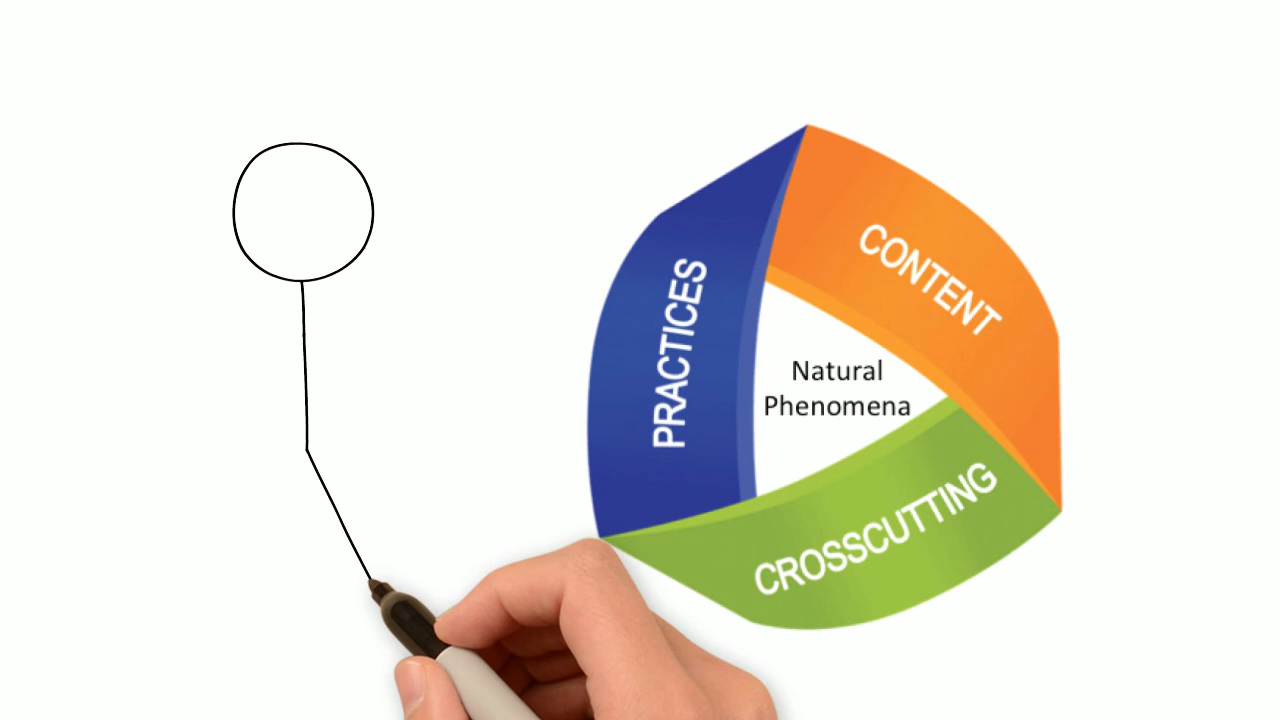 PRACTICES
CONTENT
Natural
Phenomena
CROSSCUTTING